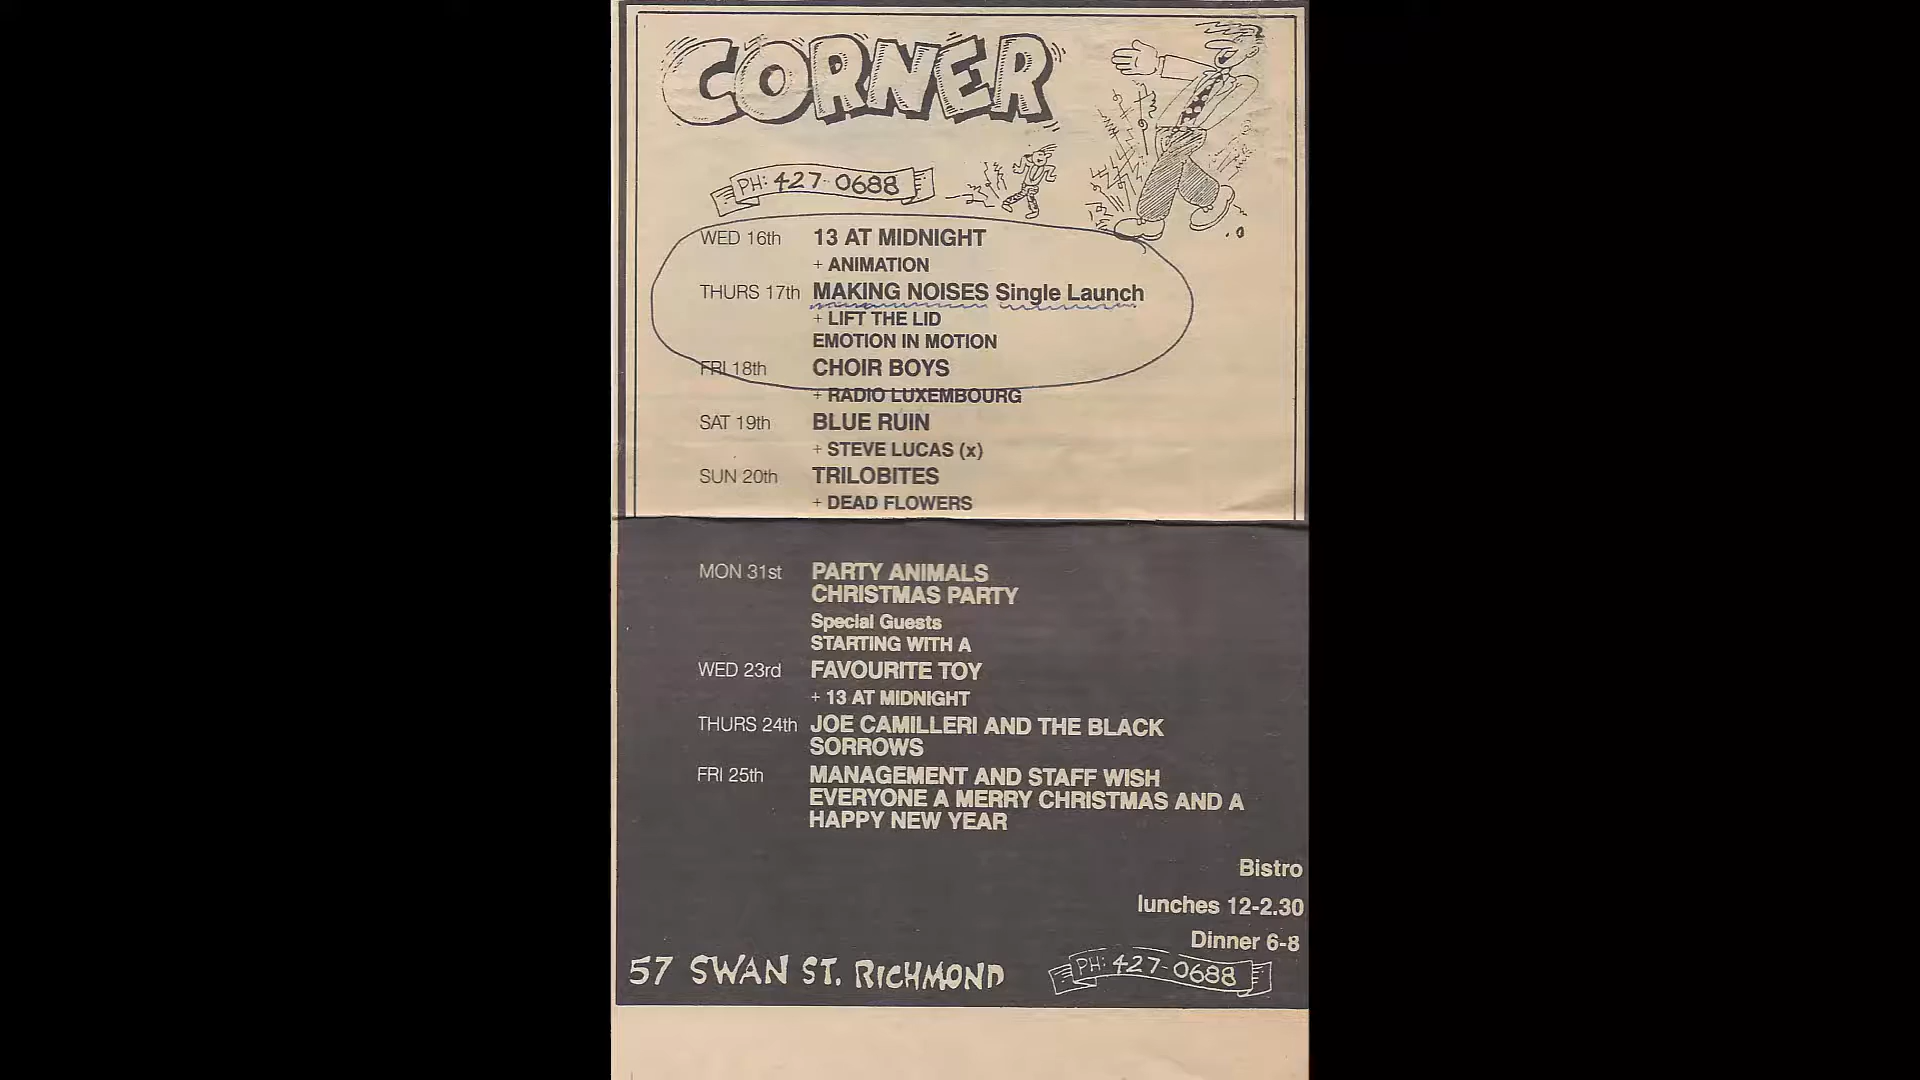 CORNER
PH: 427-0688
WED 16th 13 AT MIDNIGHT
+ ANIMATION
THURS 17th MAKING NOISES Single Launch
+ LIFT THE LID
EMOTION IN MOTION
FRI 18th CHOIR BOYS
+ RADIO LUXEMBOURG
SAT 19th BLUE RUIN
+ STEVE LUCAS (x)
SUN 20th TRILOBITES
+ DEAD FLOWERS
MON 31st PARTY ANIMALS
CHRISTMAS PARTY
Special Guests
STARTING WITH A
WED 23rd FAVOURITE TOY
+ 13 AT MIDNIGHT
THURS 24th JOE CAMILLERI AND THE BLACK
SORROWS
FRI 25th MANAGEMENT AND STAFF WISH
EVERYONE A MERRY CHRISTMAS AND A
HAPPY NEW YEAR
Bistro
lunches 12-2.30
Dinner 6-8
57 SWAN ST. RICHMOND
PH: 427-0688